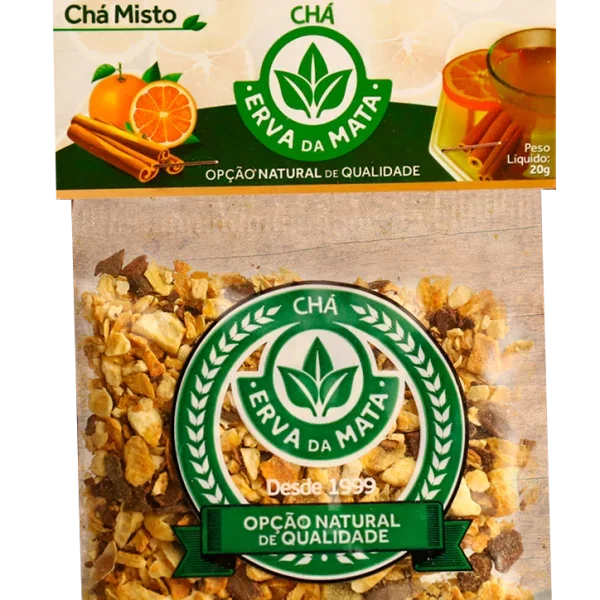 Chá Misto
CHÁ
• ERVA DA MATA •
OPÇÃO NATURAL DE QUALIDADE
Peso
Líquido:
20g
CHÁ
• ERVA DA MATA •
Desde 1999
OPÇÃO NATURAL
DE QUALIDADE